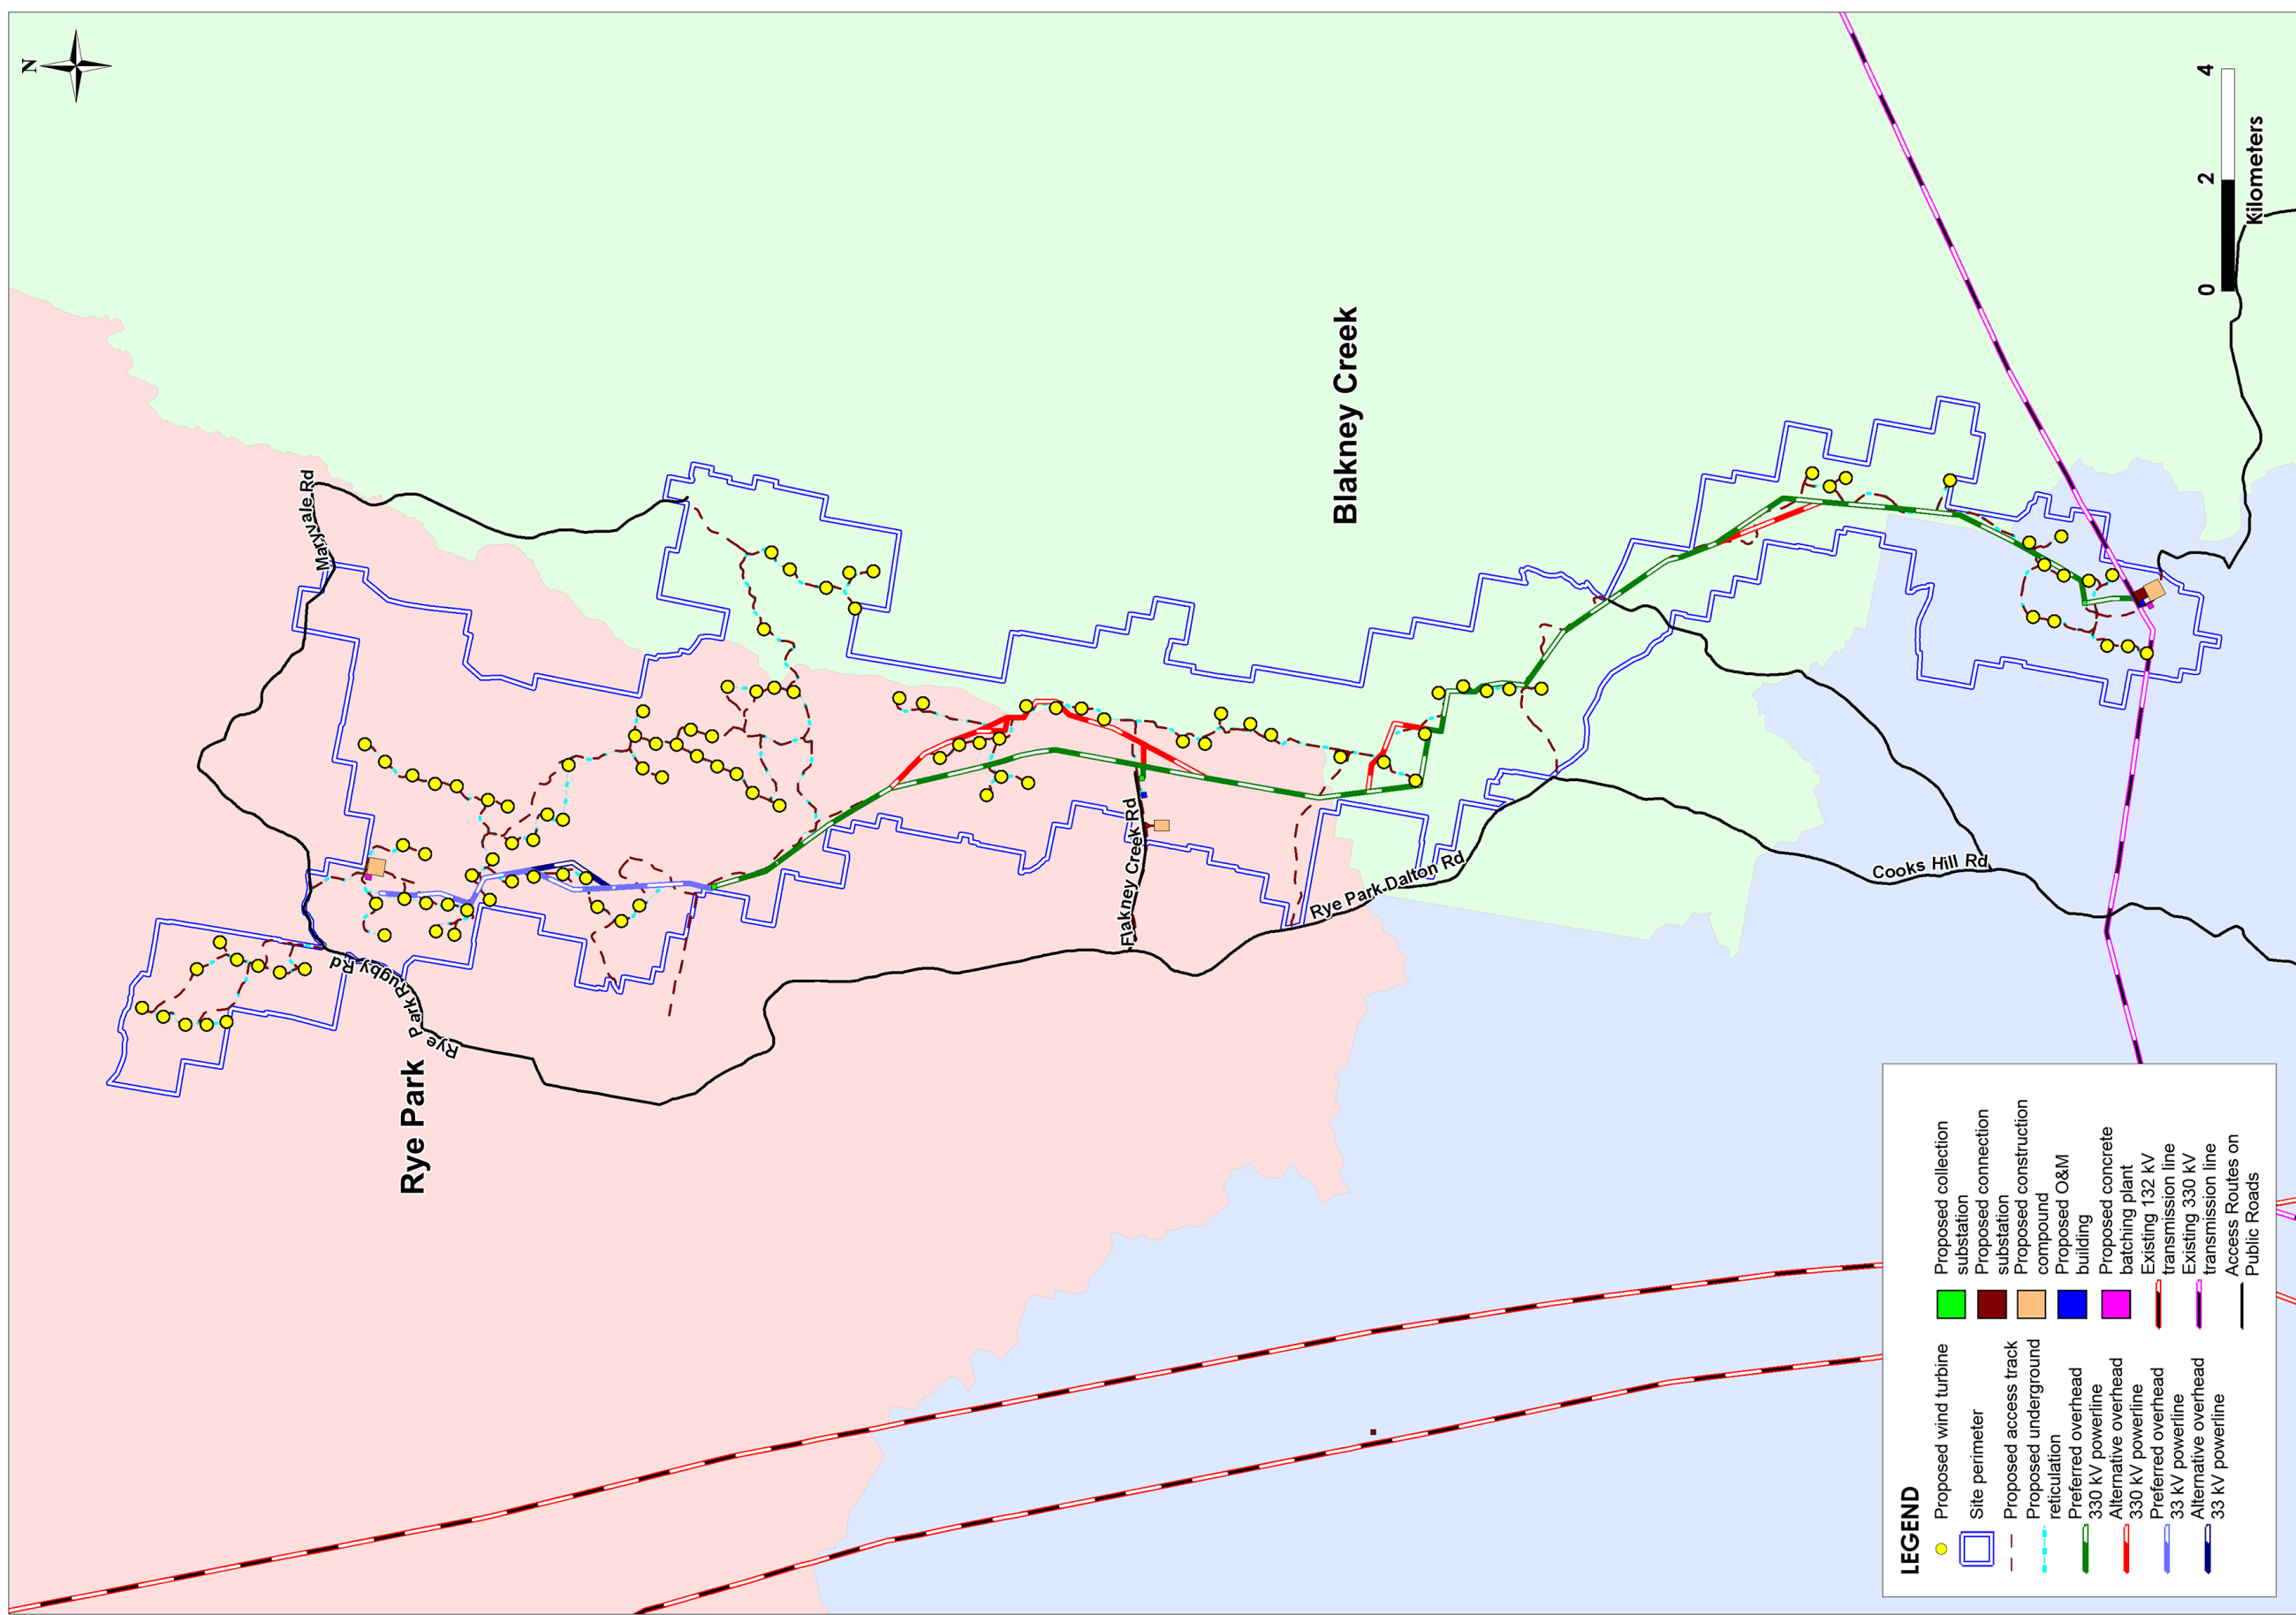 N
Maryvale Rd
Rye Park Rugby Rd
Rye Park
Flakney Creek Rd
Blakney Creek
Rye Park Dalton Rd
Cooks Hill Rd
0 2 4
Kilometers
LEGEND
Proposed wind turbine
Site perimeter
Proposed access track
Proposed underground
reticulation
Preferred overhead
330 kV powerline
Alternative overhead
330 kV powerline
Preferred overhead
33 kV powerline
Alternative overhead
33 kV powerline
Proposed collection
substation
Proposed connection
substation
Proposed construction
compound
Proposed O&M
building
Proposed concrete
batching plant
Existing 132 kV
transmission line
Existing 330 kV
transmission line
Access Routes on
Public Roads